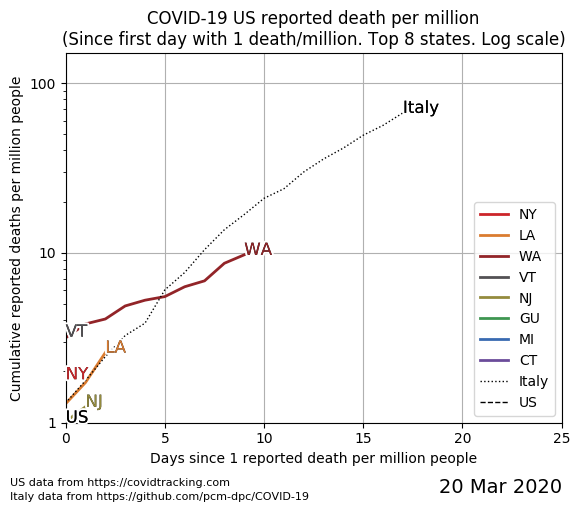 COVID-19 US reported death per million
(Since first day with 1 death/million. Top 8 states. Log scale)
Cumulative reported deaths per million people
100
10
1
Italy
WA
VT
LA
NY
NJ
US
NY
LA
WA
VT
NJ
GU
MI
CT
Italy
US
0
5
10
15
20
25
Days since 1 reported death per million people
US data from https://covidtracking.com
Italy data from https://github.com/pcm-dpc/COVID-19
20 Mar 2020